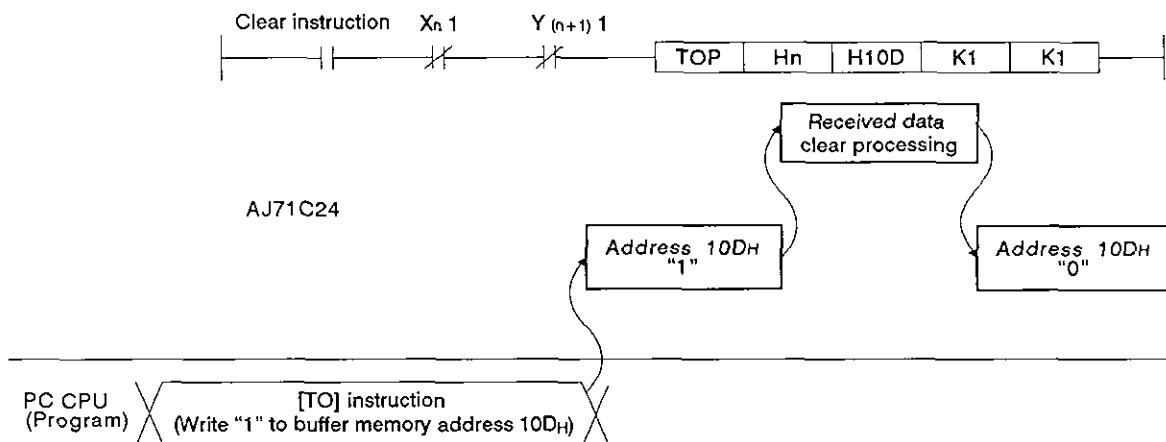 Clear instruction Xn 1 Y (n+1) 1
TOP Hn H10D K1 K1
Received data
clear processing
AJ71C24
Address 10DH
"1"
Address 10DH
"0"
PC CPU
(Program)
[TO] instruction
(Write "1" to buffer memory address 10DH)